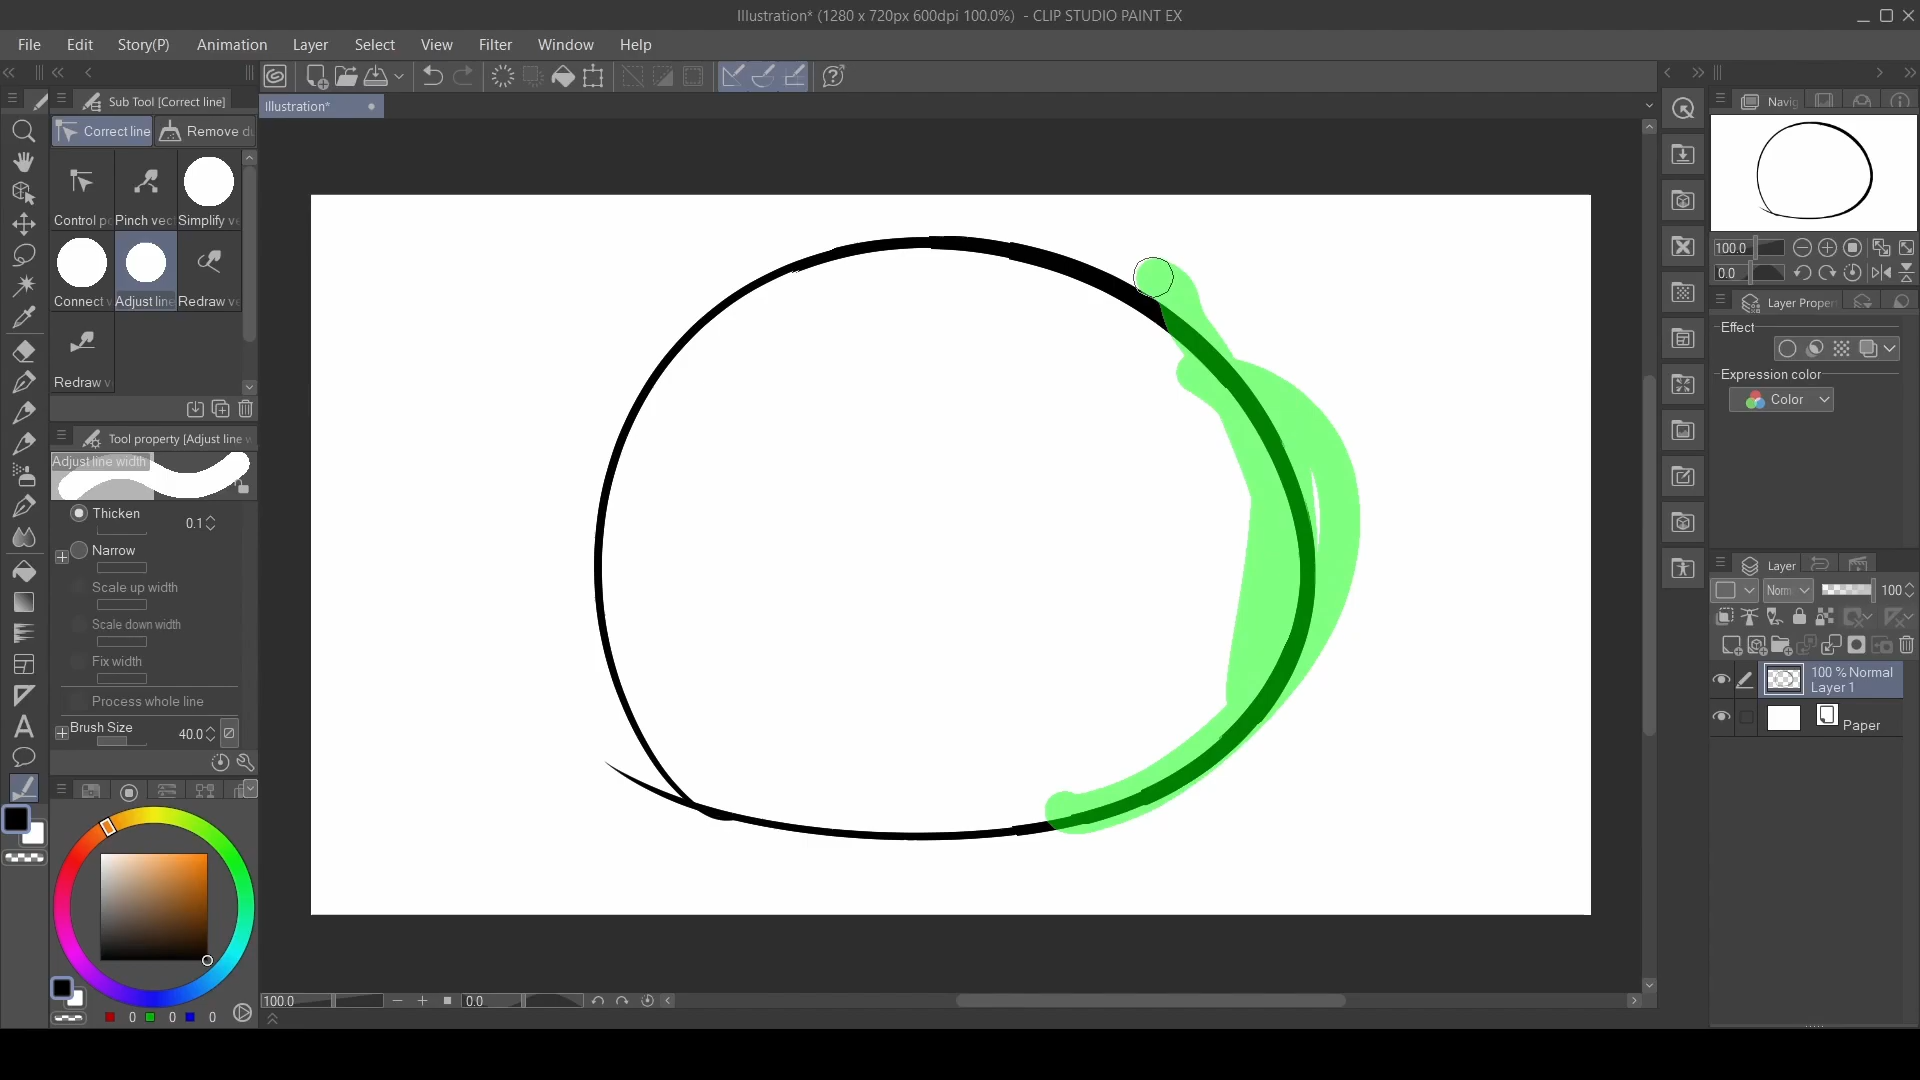 Illustration* (1280 x 720px 600dpi 100.0%) - CLIP STUDIO PAINT EX
File Edit Story(P) Animation Layer Select View Filter Window Help
Sub Tool [Correct line]
Illustration*
Navig
Correct line Remove du
Control po Pinch vect Simplify ve
Connect v Adjust line Redraw v
Redraw v
Tool property [Adjust line w
Adjust line width
Thicken 0.1
Narrow
Scale up width
Scale down width
Fix width
Process whole line
Brush Size 40.0
0 0 0
100.0 0.0
100.0
0.0
Layer Proper
Effect
Expression color
Color
Layer
Norm 100
100 % Normal
Layer 1
Paper